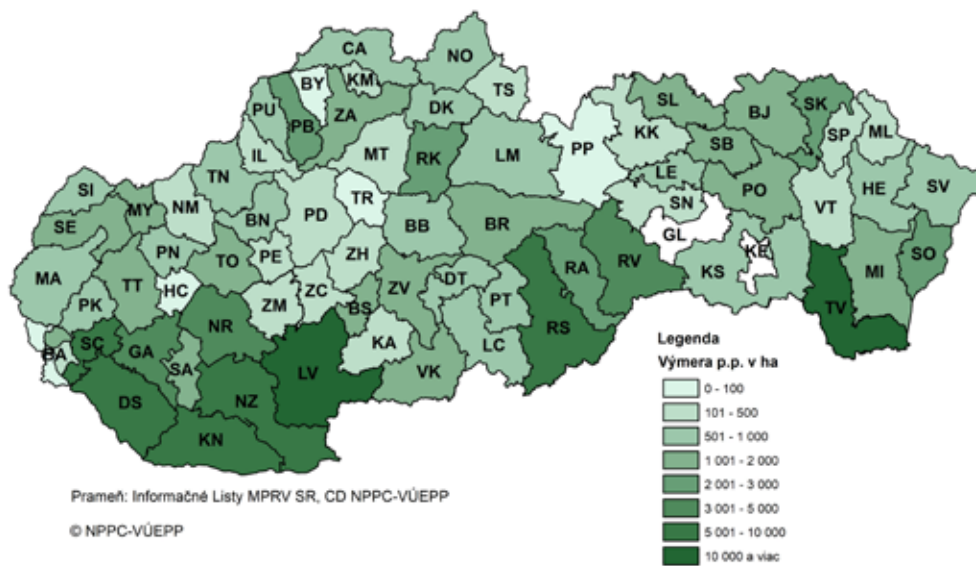 CA
NO
BY
KM
TS
PU
PB
ZA
DK
SL
BJ
SK
KK
SP
ML
IL
MT
RK
LM
PP
SB
TN
LE
SI
TR
PO
HE
SV
NM
BN
PD
SN
VT
MY
SE
BB
BR
GL
PN
PE
ZH
KE
SO
MA
TT
TO
RA
RV
KS
MI
DT
HC
ZM
ZC
ZV
PT
PK
BS
TV
NR
RS
BA
SC
GA
KA
LC
SA
LV
VK
DS
NZ
KN
Legenda
Výmera p.p. v ha
0 - 100
101 - 500
501 - 1 000
1 001 - 2 000
2 001 - 3 000
3 001 - 5 000
5 001 - 10 000
10 000 a viac
Prameň: Informačné Listy MPRV SR, CD NPPC-VÚEPP
© NPPC-VÚEPP